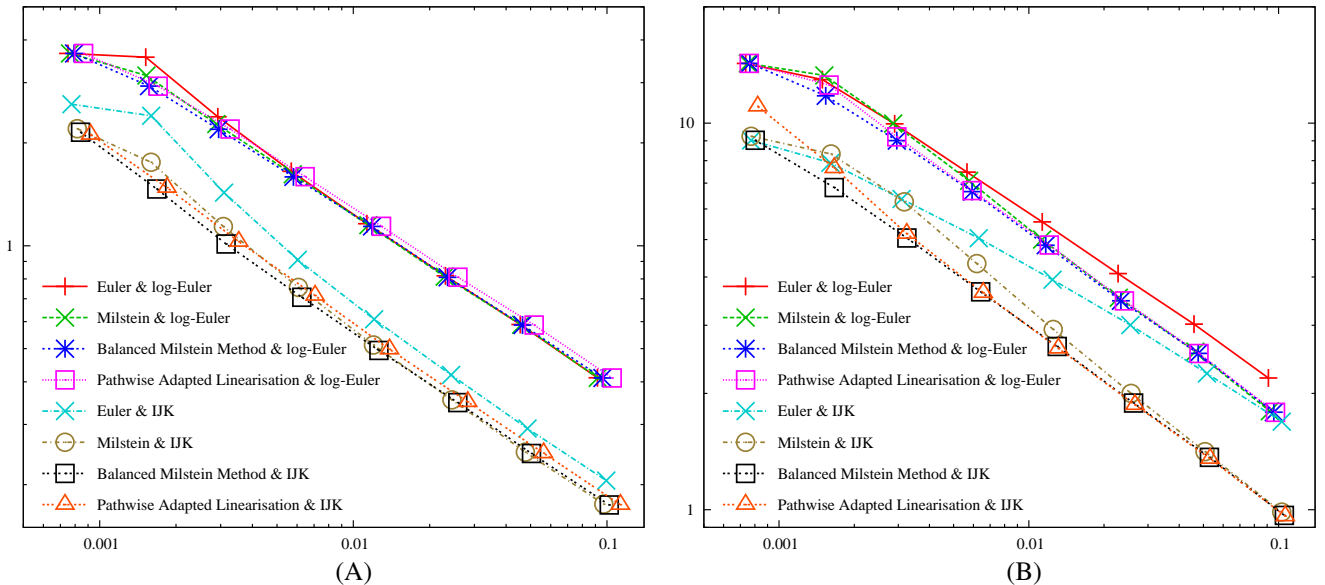 1
Euler & log-Euler
Milstein & log-Euler
Balanced Milstein Method & log-Euler
Pathwise Adapted Linearisation & log-Euler
Euler & IJK
Milstein & IJK
Balanced Milstein Method & IJK
Pathwise Adapted Linearisation & IJK
0.001 0.01 0.1
(A)
10
Euler & log-Euler
Milstein & log-Euler
Balanced Milstein Method & log-Euler
Pathwise Adapted Linearisation & log-Euler
Euler & IJK
Milstein & IJK
Balanced Milstein Method & IJK
Pathwise Adapted Linearisation & IJK
1
0.001 0.01 0.1
(B)